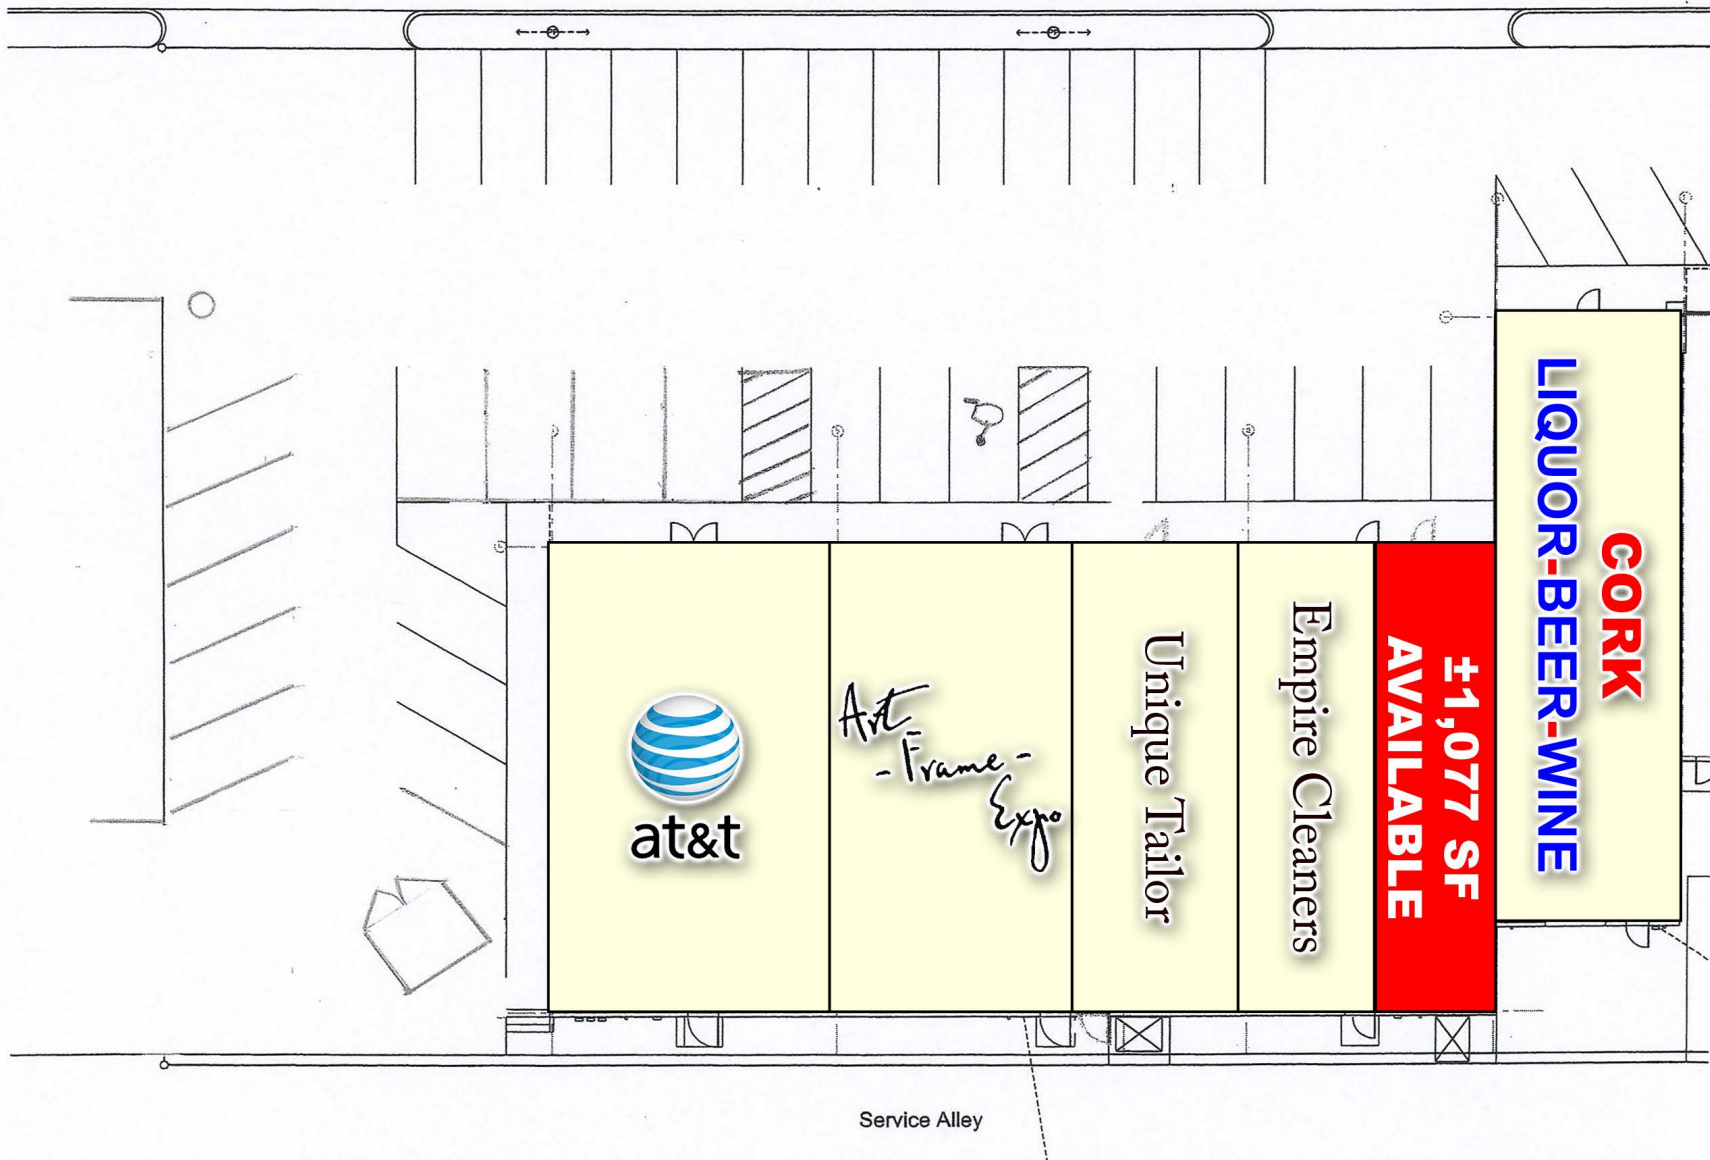 at&t
Art
- Frame -
Expo
Unique Tailor
Empire Cleaners
±1,077 SF
AVAILABLE
CORK
LIQUOR-BEER-WINE
Service Alley